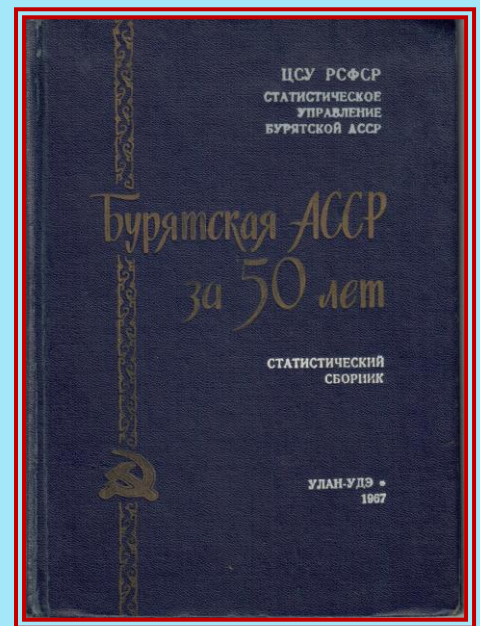 ЦСУ РСФСР
СТАТИСТИЧЕСКОЕ
УПРАВЛЕНИЕ
БУРЯТСКОЙ АССР
Бурятская АССР
за 50 лет
СТАТИСТИЧЕСКИЙ
СБОРНИК
УЛАН-УДЭ •
1967